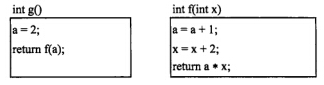 int g()
a = 2;
return f(a);
int f(int x)
a = a + 1;
x = x + 2;
return a * x;